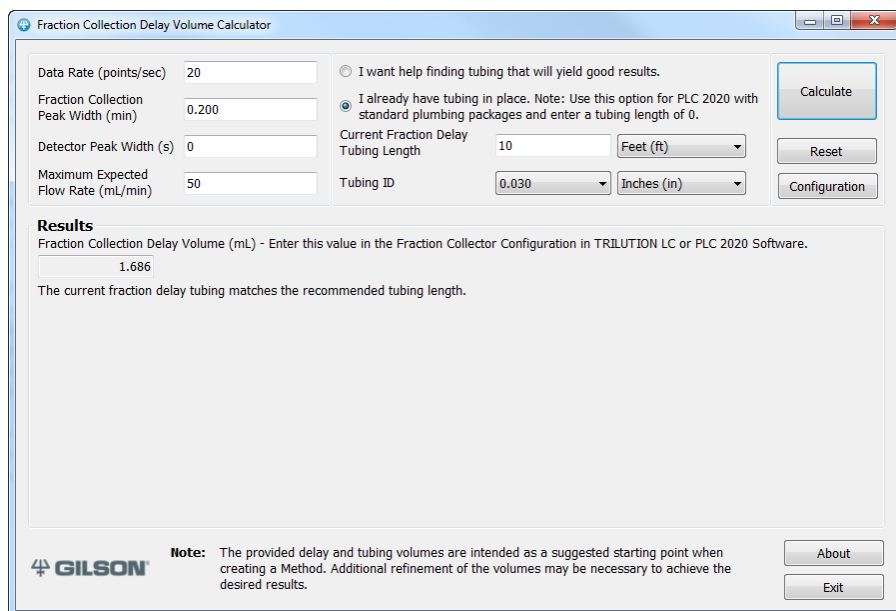 Fraction Collection Delay Volume Calculator
Data Rate (points/sec) 20
Fraction Collection
Peak Width (min) 0.200
Detector Peak Width (s) 0
Maximum Expected
Flow Rate (mL/min) 50
I want help finding tubing that will yield good results.
I already have tubing in place. Note: Use this option for PLC 2020 with
standard plumbing packages and enter a tubing length of 0.
Current Fraction Delay
Tubing Length 10 Feet (ft)
Tubing ID 0.030 Inches (in)
Calculate
Reset
Configuration
Results
Fraction Collection Delay Volume (mL) - Enter this value in the Fraction Collector Configuration in TRILUTION LC or PLC 2020 Software.
1.686
The current fraction delay tubing matches the recommended tubing length.
GILSON
Note: The provided delay and tubing volumes are intended as a suggested starting point when
creating a Method. Additional refinement of the volumes may be necessary to achieve the
desired results.
About
Exit